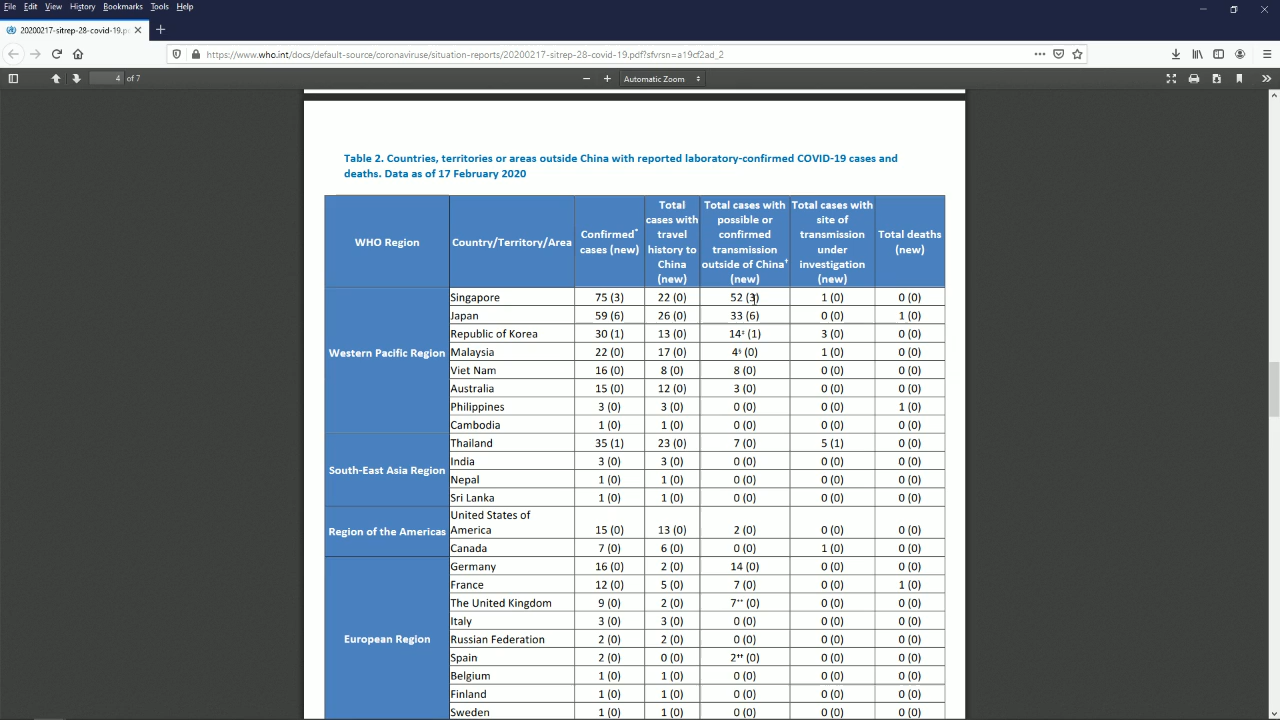 File Edit View History Bookmarks Tools Help
20200217-sitrep-28-covid-19.p
https://www.who.int/docs/default-source/coronaviruse/situation-reports/20200217-sitrep-28-covid-19.pdf?sfvrsn=a19cf2ad_2
4 of 7
Automatic Zoom
Table 2. Countries, territories or areas outside China with reported laboratory-confirmed COVID-19 cases and
deaths. Data as of 17 February 2020
WHO Region Country/Territory/Area Confirmed* cases (new) Total cases with travel history to China (new) Total cases with possible or confirmed transmission outside of China† (new) Total cases with site of transmission under investigation (new) Total deaths (new)
Western Pacific Region
Singapore 75 (3) 22 (0) 52 (3) 1 (0) 0 (0)
Japan 59 (6) 26 (0) 33 (6) 0 (0) 1 (0)
Republic of Korea 30 (1) 13 (0) 14‡ (1) 3 (0) 0 (0)
Malaysia 22 (0) 17 (0) 4§ (0) 1 (0) 0 (0)
Viet Nam 16 (0) 8 (0) 8 (0) 0 (0) 0 (0)
Australia 15 (0) 12 (0) 3 (0) 0 (0) 0 (0)
Philippines 3 (0) 3 (0) 0 (0) 0 (0) 1 (0)
Cambodia 1 (0) 1 (0) 0 (0) 0 (0) 0 (0)
South-East Asia Region
Thailand 35 (1) 23 (0) 7 (0) 5 (1) 0 (0)
India 3 (0) 3 (0) 0 (0) 0 (0) 0 (0)
Nepal 1 (0) 1 (0) 0 (0) 0 (0) 0 (0)
Sri Lanka 1 (0) 1 (0) 0 (0) 0 (0) 0 (0)
Region of the Americas
United States of
America 15 (0) 13 (0) 2 (0) 0 (0) 0 (0)
Canada 7 (0) 6 (0) 0 (0) 1 (0) 0 (0)
European Region
Germany 16 (0) 2 (0) 14 (0) 0 (0) 0 (0)
France 12 (0) 5 (0) 7 (0) 0 (0) 1 (0)
The United Kingdom 9 (0) 2 (0) 7** (0) 0 (0) 0 (0)
Italy 3 (0) 3 (0) 0 (0) 0 (0) 0 (0)
Russian Federation 2 (0) 2 (0) 0 (0) 0 (0) 0 (0)
Spain 2 (0) 0 (0) 2†† (0) 0 (0) 0 (0)
Belgium 1 (0) 1 (0) 0 (0) 0 (0) 0 (0)
Finland 1 (0) 1 (0) 0 (0) 0 (0) 0 (0)
Sweden 1 (0) 1 (0) 0 (0) 0 (0) 0 (0)